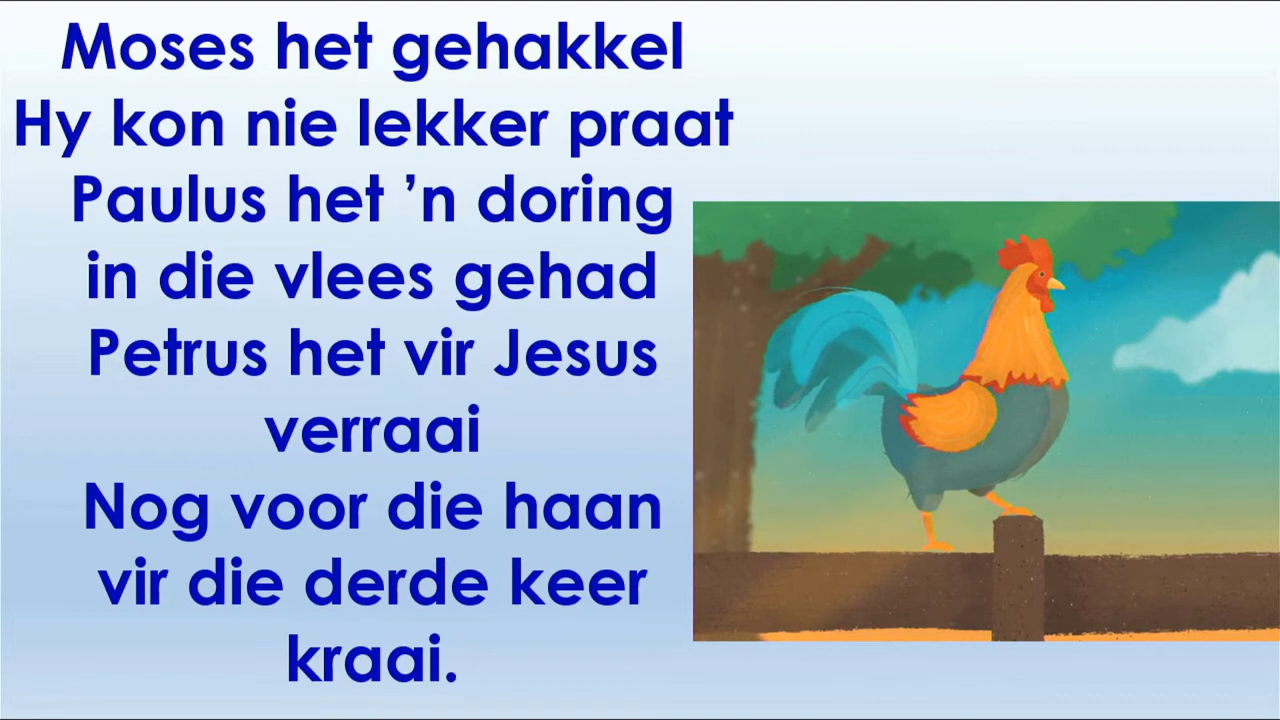 Moses het gehakkel
Hy kon nie lekker praat
Paulus het ’n doring
in die vlees gehad
Petrus het vir Jesus
verraai
Nog voor die haan
vir die derde keer
kraai.